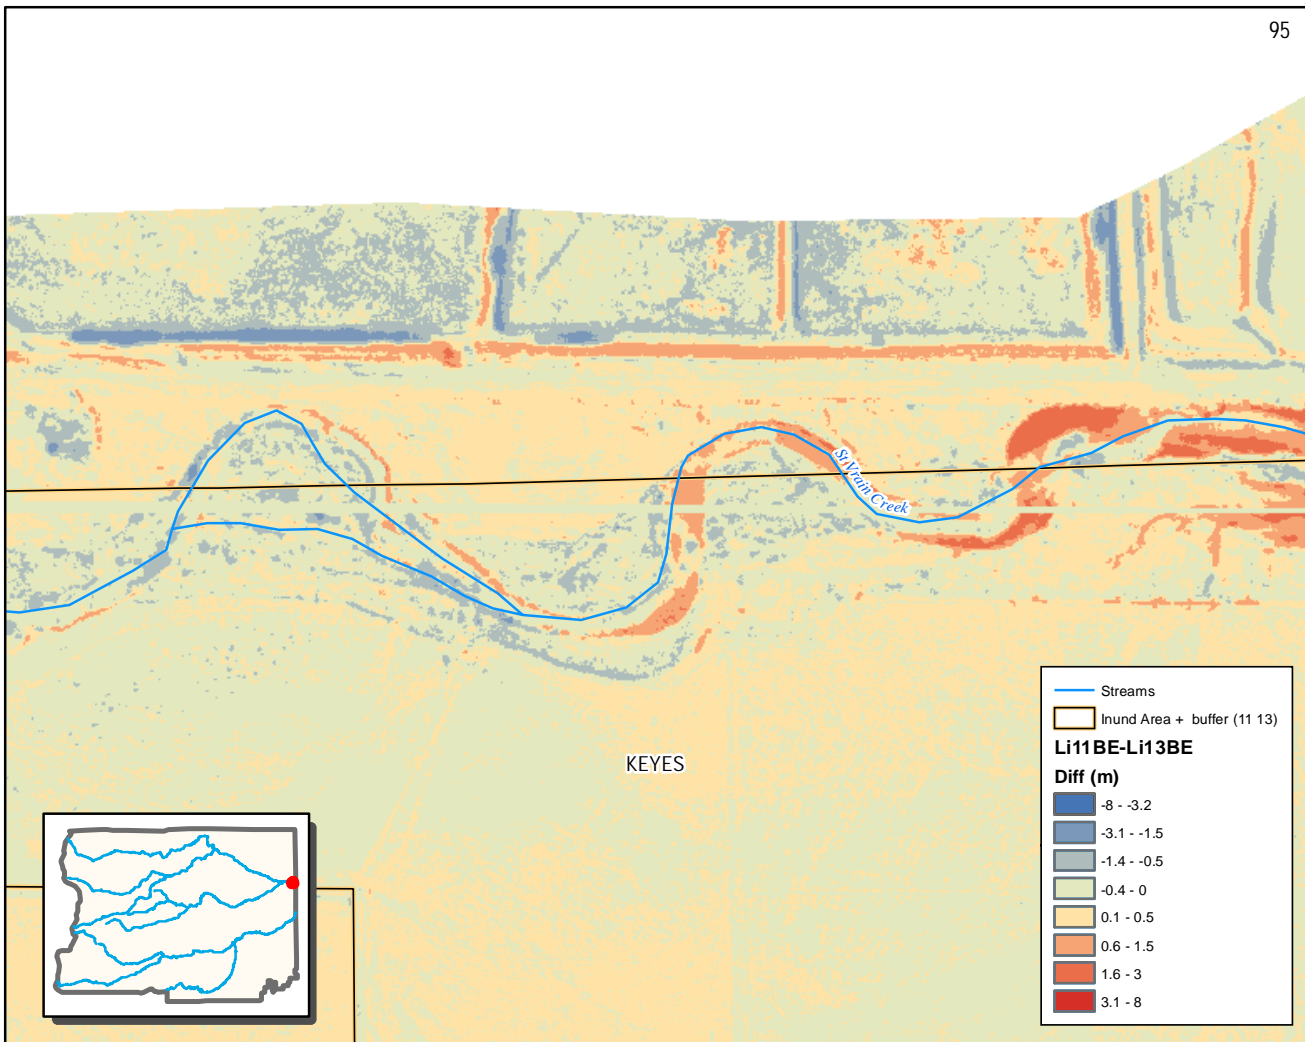 95
St Vrain Creek
KEYES
Streams
Inund Area + buffer (11 13)
Li11BE-Li13BE
Diff (m)
-8 - -3.2
-3.1 - -1.5
-1.4 - -0.5
-0.4 - 0
0.1 - 0.5
0.6 - 1.5
1.6 - 3
3.1 - 8